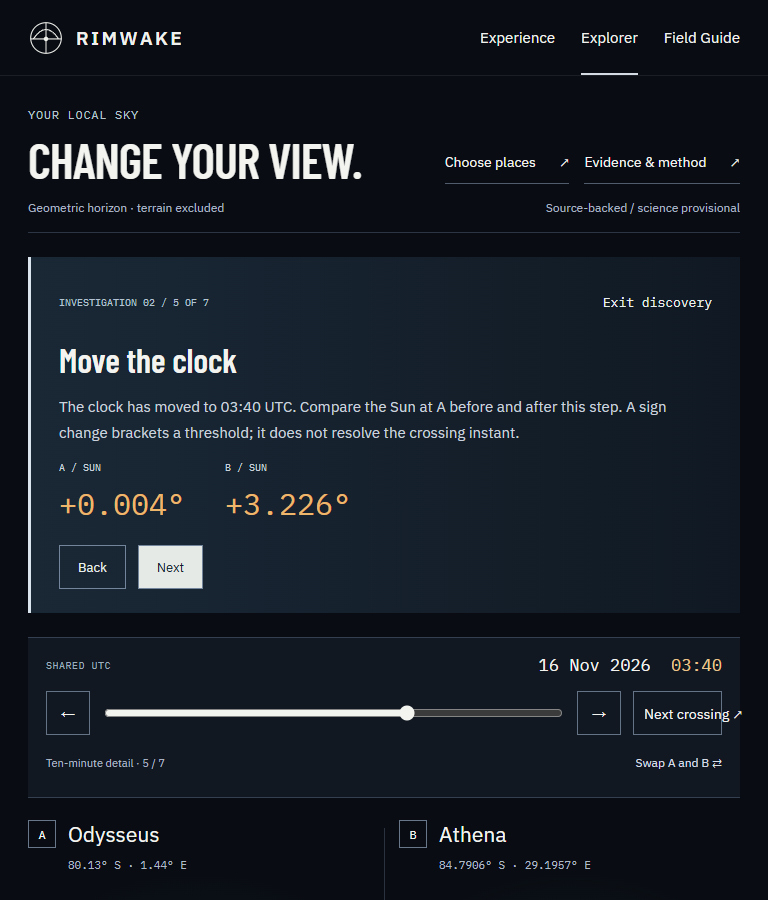 RIMWAKE
Experience Explorer Field Guide
YOUR LOCAL SKY
CHANGE YOUR VIEW.
Choose places ↗ Evidence & method ↗
Geometric horizon · terrain excluded
Source-backed / science provisional
INVESTIGATION 02 / 5 OF 7
Exit discovery
Move the clock
The clock has moved to 03:40 UTC. Compare the Sun at A before and after this step. A sign
change brackets a threshold; it does not resolve the crossing instant.
A / SUN B / SUN
+0.004° +3.226°
Back Next
SHARED UTC
16 Nov 2026 03:40
← → Next crossing ↗
Ten-minute detail · 5 / 7
Swap A and B ⇄
A Odysseus
80.13° S · 1.44° E
B Athena
84.7906° S · 29.1957° E